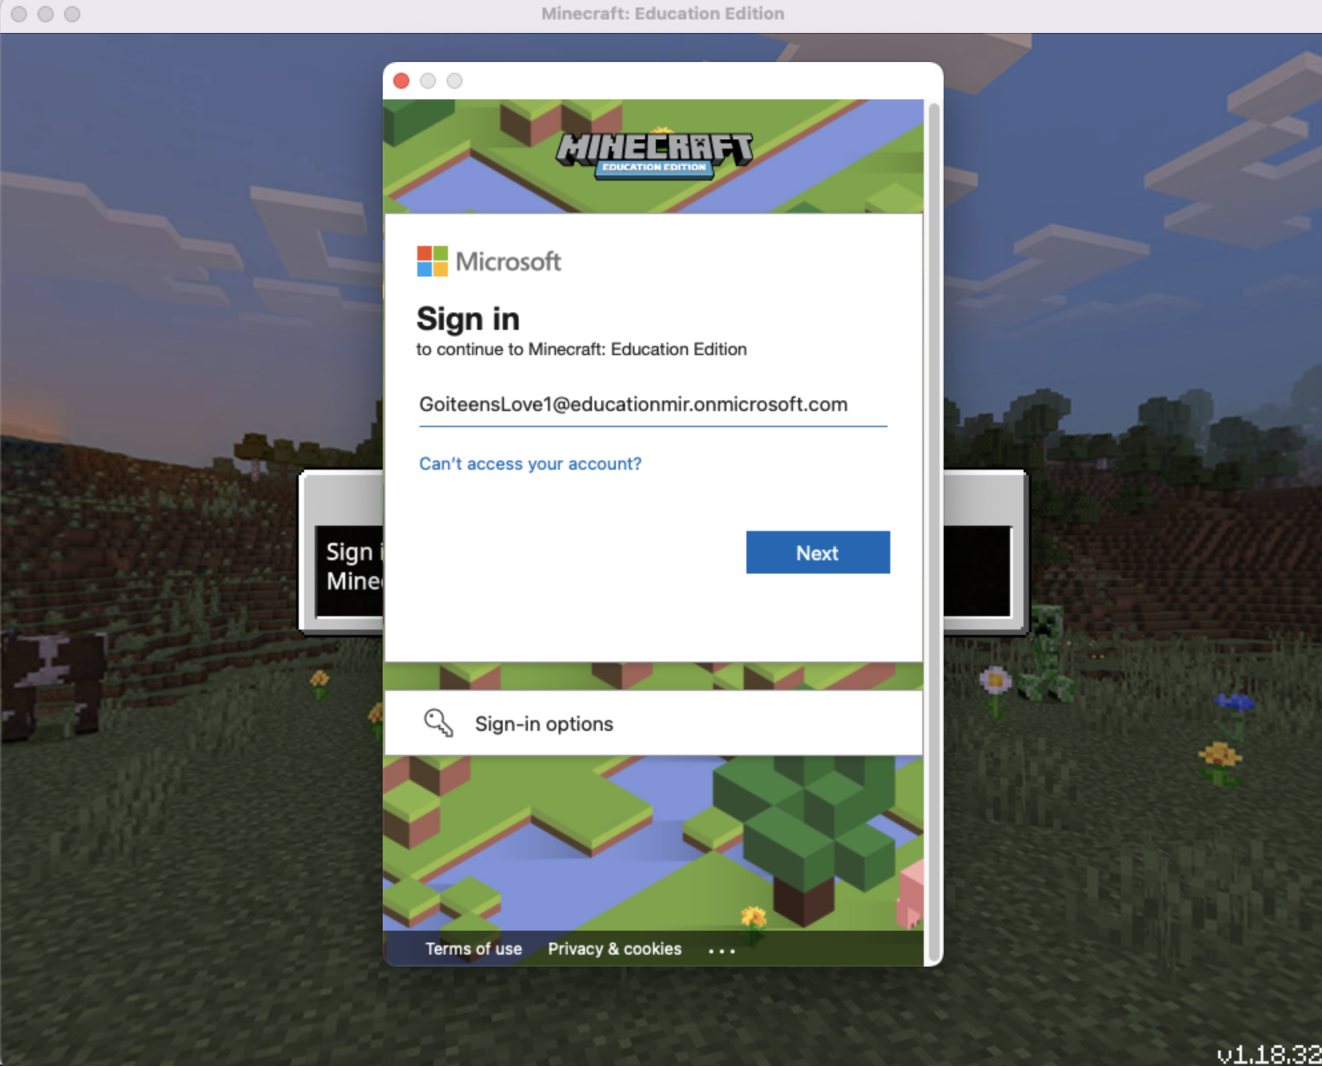 Minecraft: Education Edition
MINECRAFT
EDUCATION EDITION
Microsoft
Sign in
to continue to Minecraft: Education Edition
GoiteensLove1@educationmir.onmicrosoft.com
Can't access your account?
Next
Sign
Sign-in options
Terms of use Privacy & cookies ...
v1.18.32